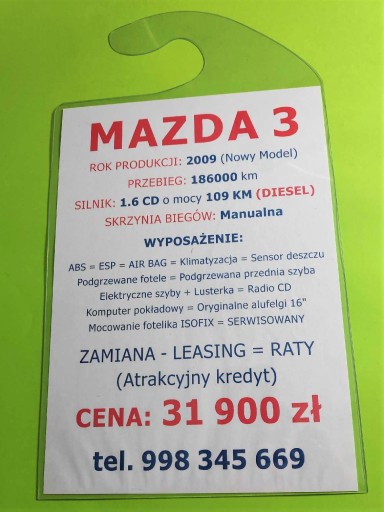 MAZDA 3
ROK PRODUKCJI: 2009 (Nowy Model)
PRZEBIEG: 186000 km
SILNIK: 1.6 CD o mocy 109 KM (DIESEL)
SKRZYNIA BIEGÓW: Manualna
WYPOSAŻENIE:
ABS = ESP = AIR BAG = Klimatyzacja = Sensor deszczu
Podgrzewane fotele = Podgrzewana przednia szyba
Elektryczne szyby + Lusterka = Radio CD
Komputer pokładowy = Oryginalne alufelgi 16"
Mocowanie fotelika ISOFIX = SERWISOWANY
ZAMIANA - LEASING = RATY
(Atrakcyjny kredyt)
CENA: 31 900 zł
tel. 998 345 669